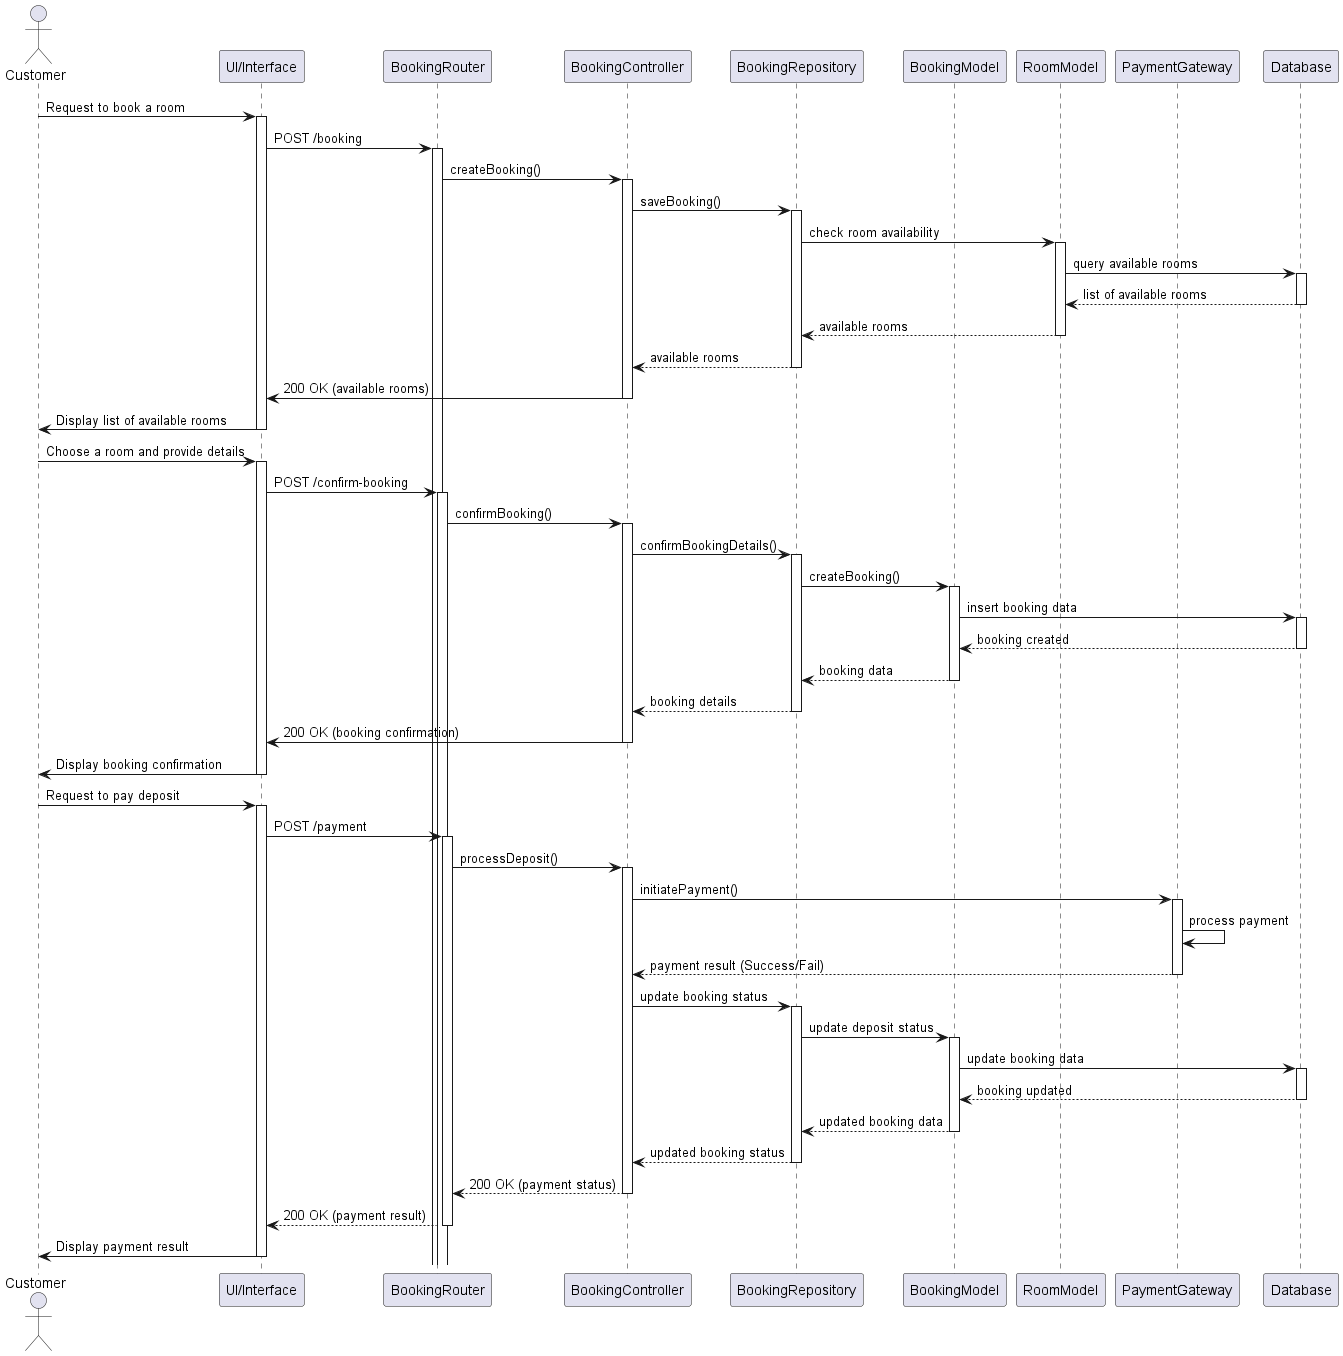 Customer
UI/Interface
BookingRouter
BookingController
BookingRepository
BookingModel
RoomModel
PaymentGateway
Database
Request to book a room
POST /booking
createBooking()
saveBooking()
check room availability
query available rooms
list of available rooms
available rooms
available rooms
200 OK (available rooms)
Display list of available rooms
Choose a room and provide details
POST /confirm-booking
confirmBooking()
confirmBookingDetails()
createBooking()
insert booking data
booking created
booking data
booking details
200 OK (booking confirmation)
Display booking confirmation
Request to pay deposit
POST /payment
processDeposit()
initiatePayment()
process payment
payment result (Success/Fail)
update booking status
update deposit status
update booking data
booking updated
updated booking data
updated booking status
200 OK (payment status)
200 OK (payment result)
Display payment result
Customer
UI/Interface
BookingRouter
BookingController
BookingRepository
BookingModel
RoomModel
PaymentGateway
Database